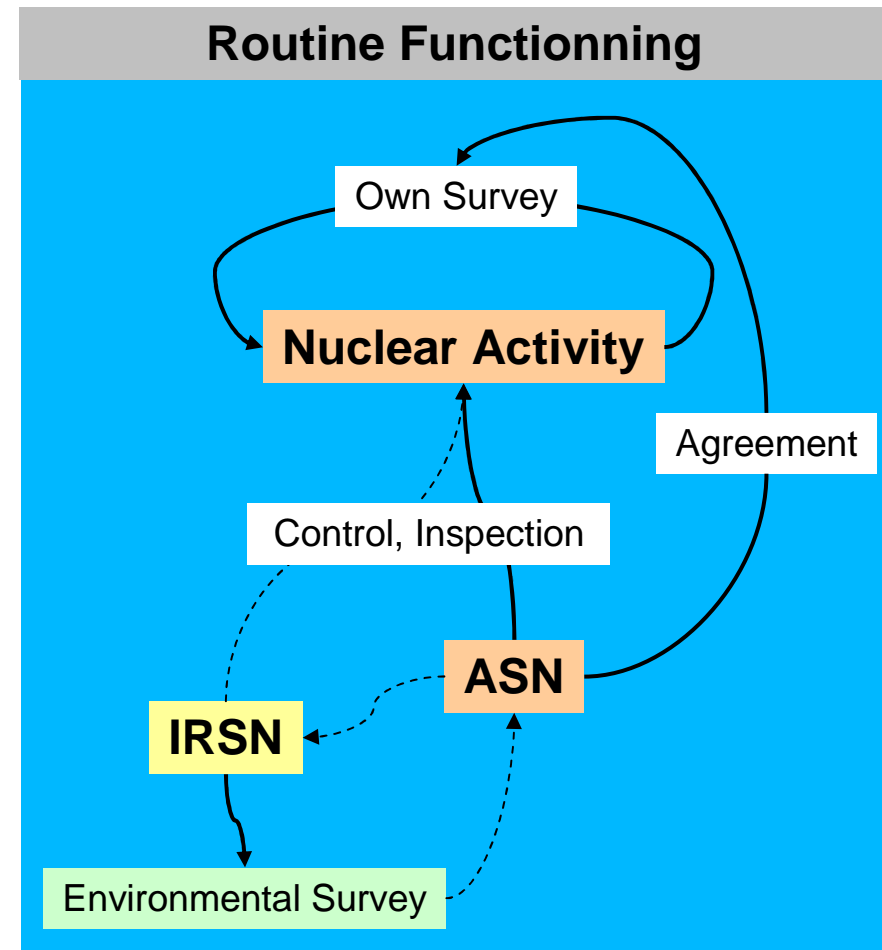 Routine Functionning
Own Survey
Nuclear Activity
Agreement
Control, Inspection
ASN
IRSN
Environmental Survey